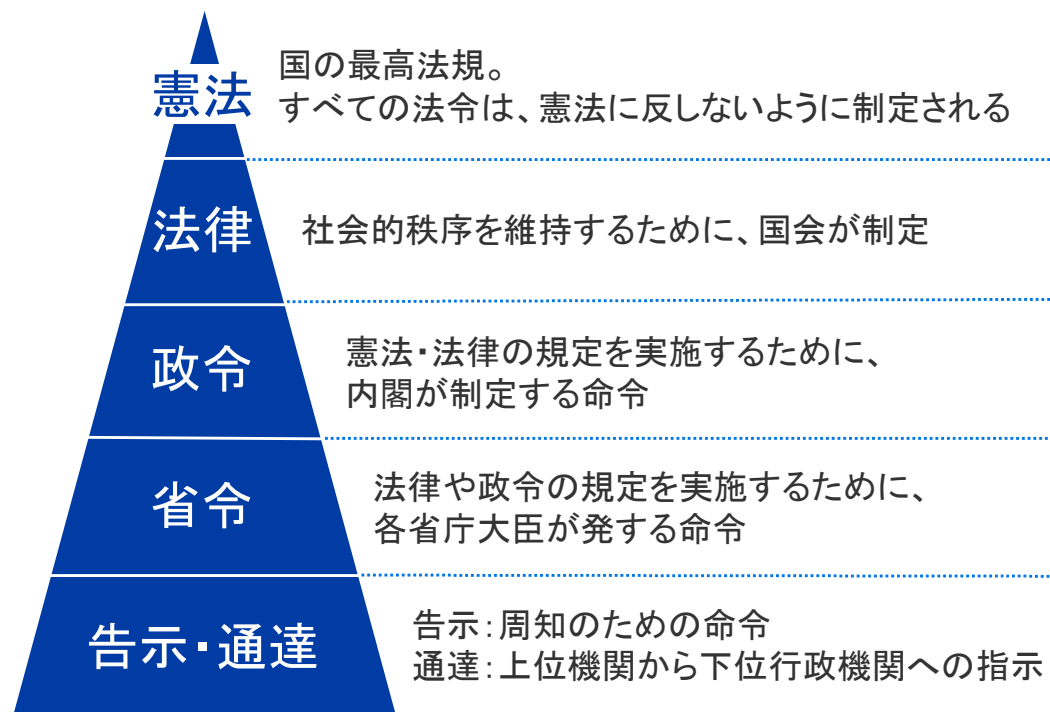 憲法
国の最高法規。
すべての法令は、憲法に反しないように制定される
法律
社会的秩序を維持するために、国会が制定
政令
憲法・法律の規定を実施するために、
内閣が制定する命令
省令
法律や政令の規定を実施するために、
各省庁大臣が発する命令
告示・通達
告示：周知のための命令
通達：上位機関から下位行政機関への指示